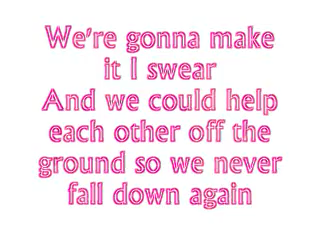 We're gonna make
it I swear
And we could help
each other off the
ground so we never
fall down again